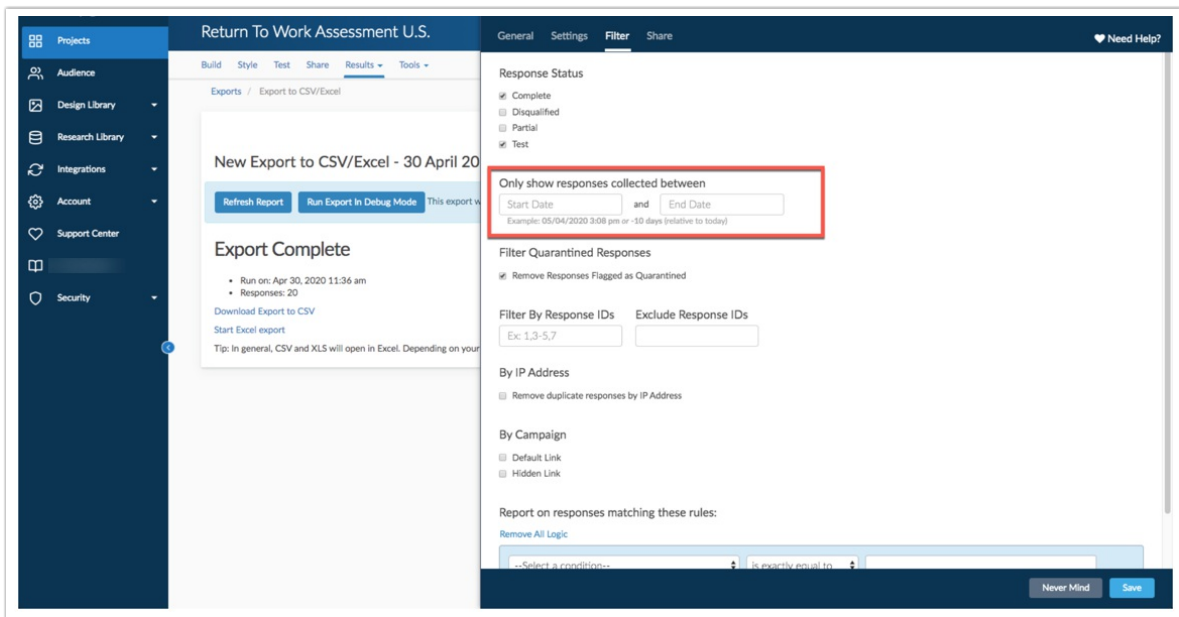 Projects
Audience
Design Library
Research Library
Integrations
Account
Support Center
Security
Return To Work Assessment U.S.
Build Style Test Share Results Tools
Exports / Export to CSV/Excel
New Export to CSV/Excel - 30 April 20
Refresh Report Run Export In Debug Mode This export w
Export Complete
Run on: Apr 30, 2020 11:36 am
Responses: 20
Download Export to CSV
Start Excel export
Tip: In general, CSV and XLS will open in Excel. Depending on your
General Settings Filter Share
Need Help?
Response Status
Complete
Disqualified
Partial
Test
Only show responses collected between
Start Date and End Date
Example: 05/04/2020 3:08 pm or -10 days (relative to today)
Filter Quarantined Responses
Remove Responses Flagged as Quarantined
Filter By Response IDs Exclude Response IDs
Ex: 1,3-5,7
By IP Address
Remove duplicate responses by IP Address
By Campaign
Default Link
Hidden Link
Report on responses matching these rules:
Remove All Logic
--Select a condition-- is exactly equal to
Never Mind Save